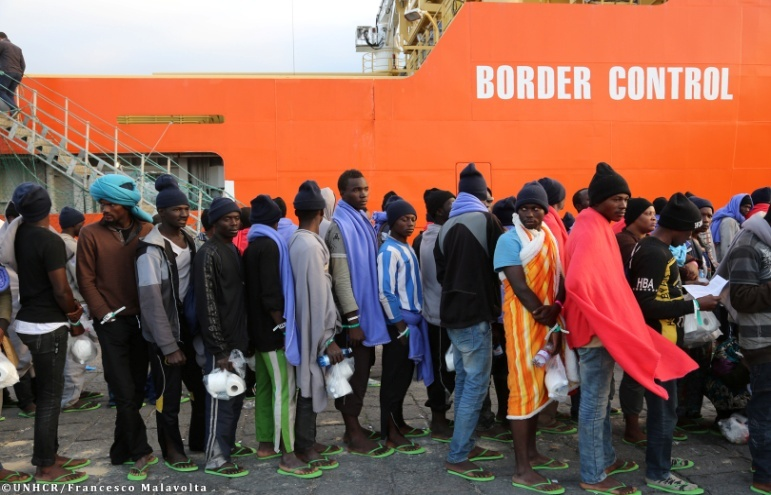 BORDER CONTROL
HBA
©UNHCR/Francesco Malavolta